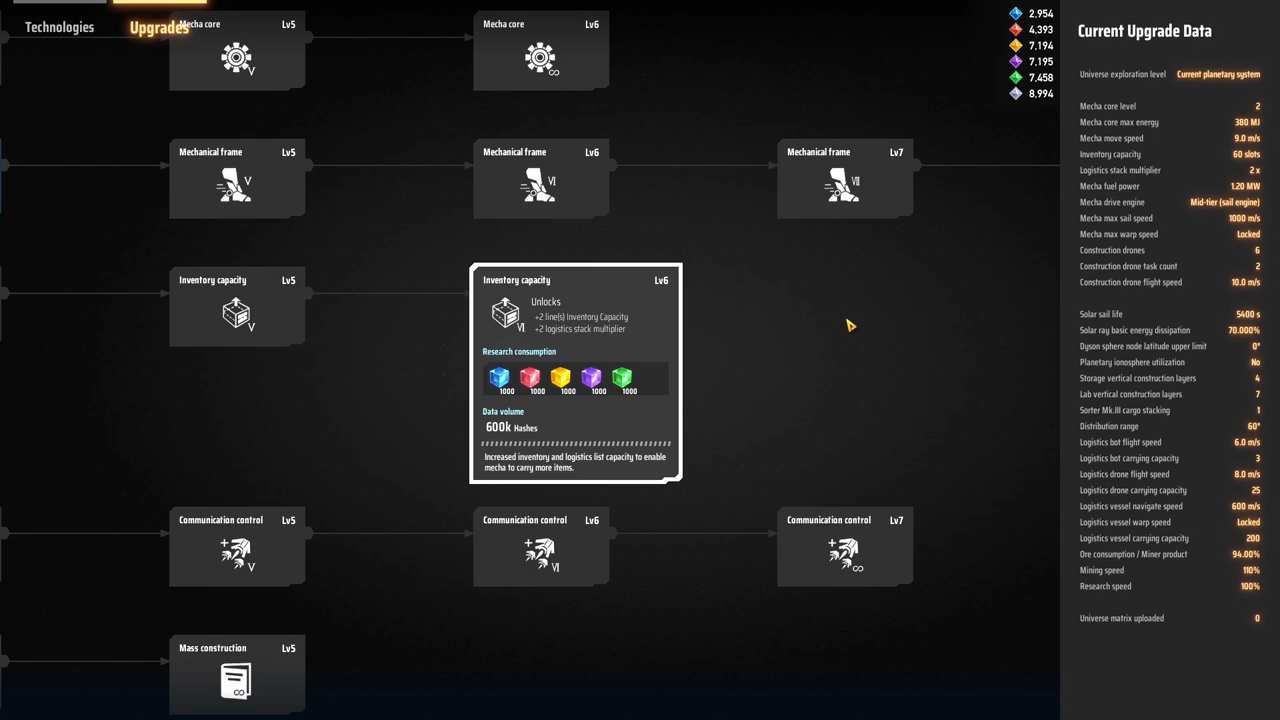 Technologies
Upgrades
Mecha core Lv5
V
Mecha core Lv6
∞
2,954
4,393
7,194
7,195
7,458
8,994
Mechanical frame Lv5
V
Mechanical frame Lv6
VI
Mechanical frame Lv7
VII
Inventory capacity Lv5
V
Inventory capacity Lv6
VI
Unlocks
+2 line(s) Inventory Capacity
+2 logistics stack multiplier
Research consumption
1000 1000 1000 1000 1000
Data volume
600k Hashes
Increased inventory and logistics list capacity to enable
mecha to carry more items.
Communication control Lv5
V
Communication control Lv6
VI
Communication control Lv7
∞
Mass construction Lv5
∞
Current Upgrade Data
Universe exploration level Current planetary system
Mecha core level 2
Mecha core max energy 380 MJ
Mecha move speed 9.0 m/s
Inventory capacity 60 slots
Logistics stack multiplier 2 x
Mecha fuel power 1.20 MW
Mecha drive engine Mid-tier (sail engine)
Mecha max sail speed 1000 m/s
Mecha max warp speed Locked
Construction drones 6
Construction drone task count 2
Construction drone flight speed 10.0 m/s
Solar sail life 5400 s
Solar ray basic energy dissipation 70.000%
Dyson sphere node latitude upper limit 0°
Planetary ionosphere utilization No
Storage vertical construction layers 4
Lab vertical construction layers 7
Sorter Mk.III cargo stacking 1
Distribution range 60°
Logistics bot flight speed 6.0 m/s
Logistics bot carrying capacity 3
Logistics drone flight speed 8.0 m/s
Logistics drone carrying capacity 25
Logistics vessel navigate speed 600 m/s
Logistics vessel warp speed Locked
Logistics vessel carrying capacity 200
Ore consumption / Miner product 94.00%
Mining speed 110%
Research speed 100%
Universe matrix uploaded 0